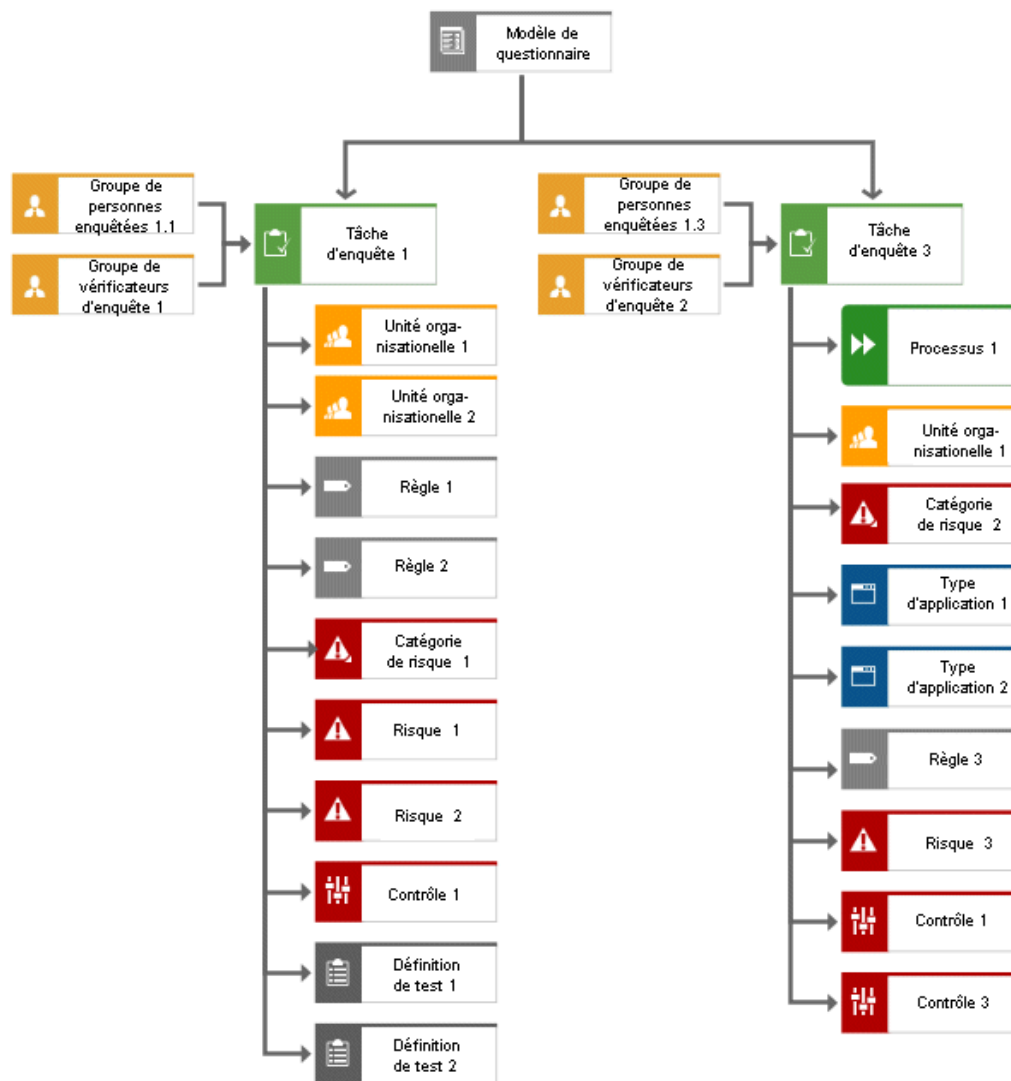 Modèle de
questionnaire
Groupe de
personnes
enquêtées 1.1
Groupe de
vérificateurs
d'enquête 1
Tâche
d'enquête 1
Unité orga-
nisationelle 1
Unité orga-
nisationelle 2
Règle 1
Règle 2
Catégorie
de risque 1
Risque 1
Risque 2
Contrôle 1
Définition
de test 1
Définition
de test 2
Groupe de
personnes
enquêtées 1.3
Groupe de
vérificateurs
d'enquête 2
Tâche
d'enquête 3
Processus 1
Unité orga-
nisationelle 1
Catégorie
de risque 2
Type
d'application 1
Type
d'application 2
Règle 3
Risque 3
Contrôle 1
Contrôle 3